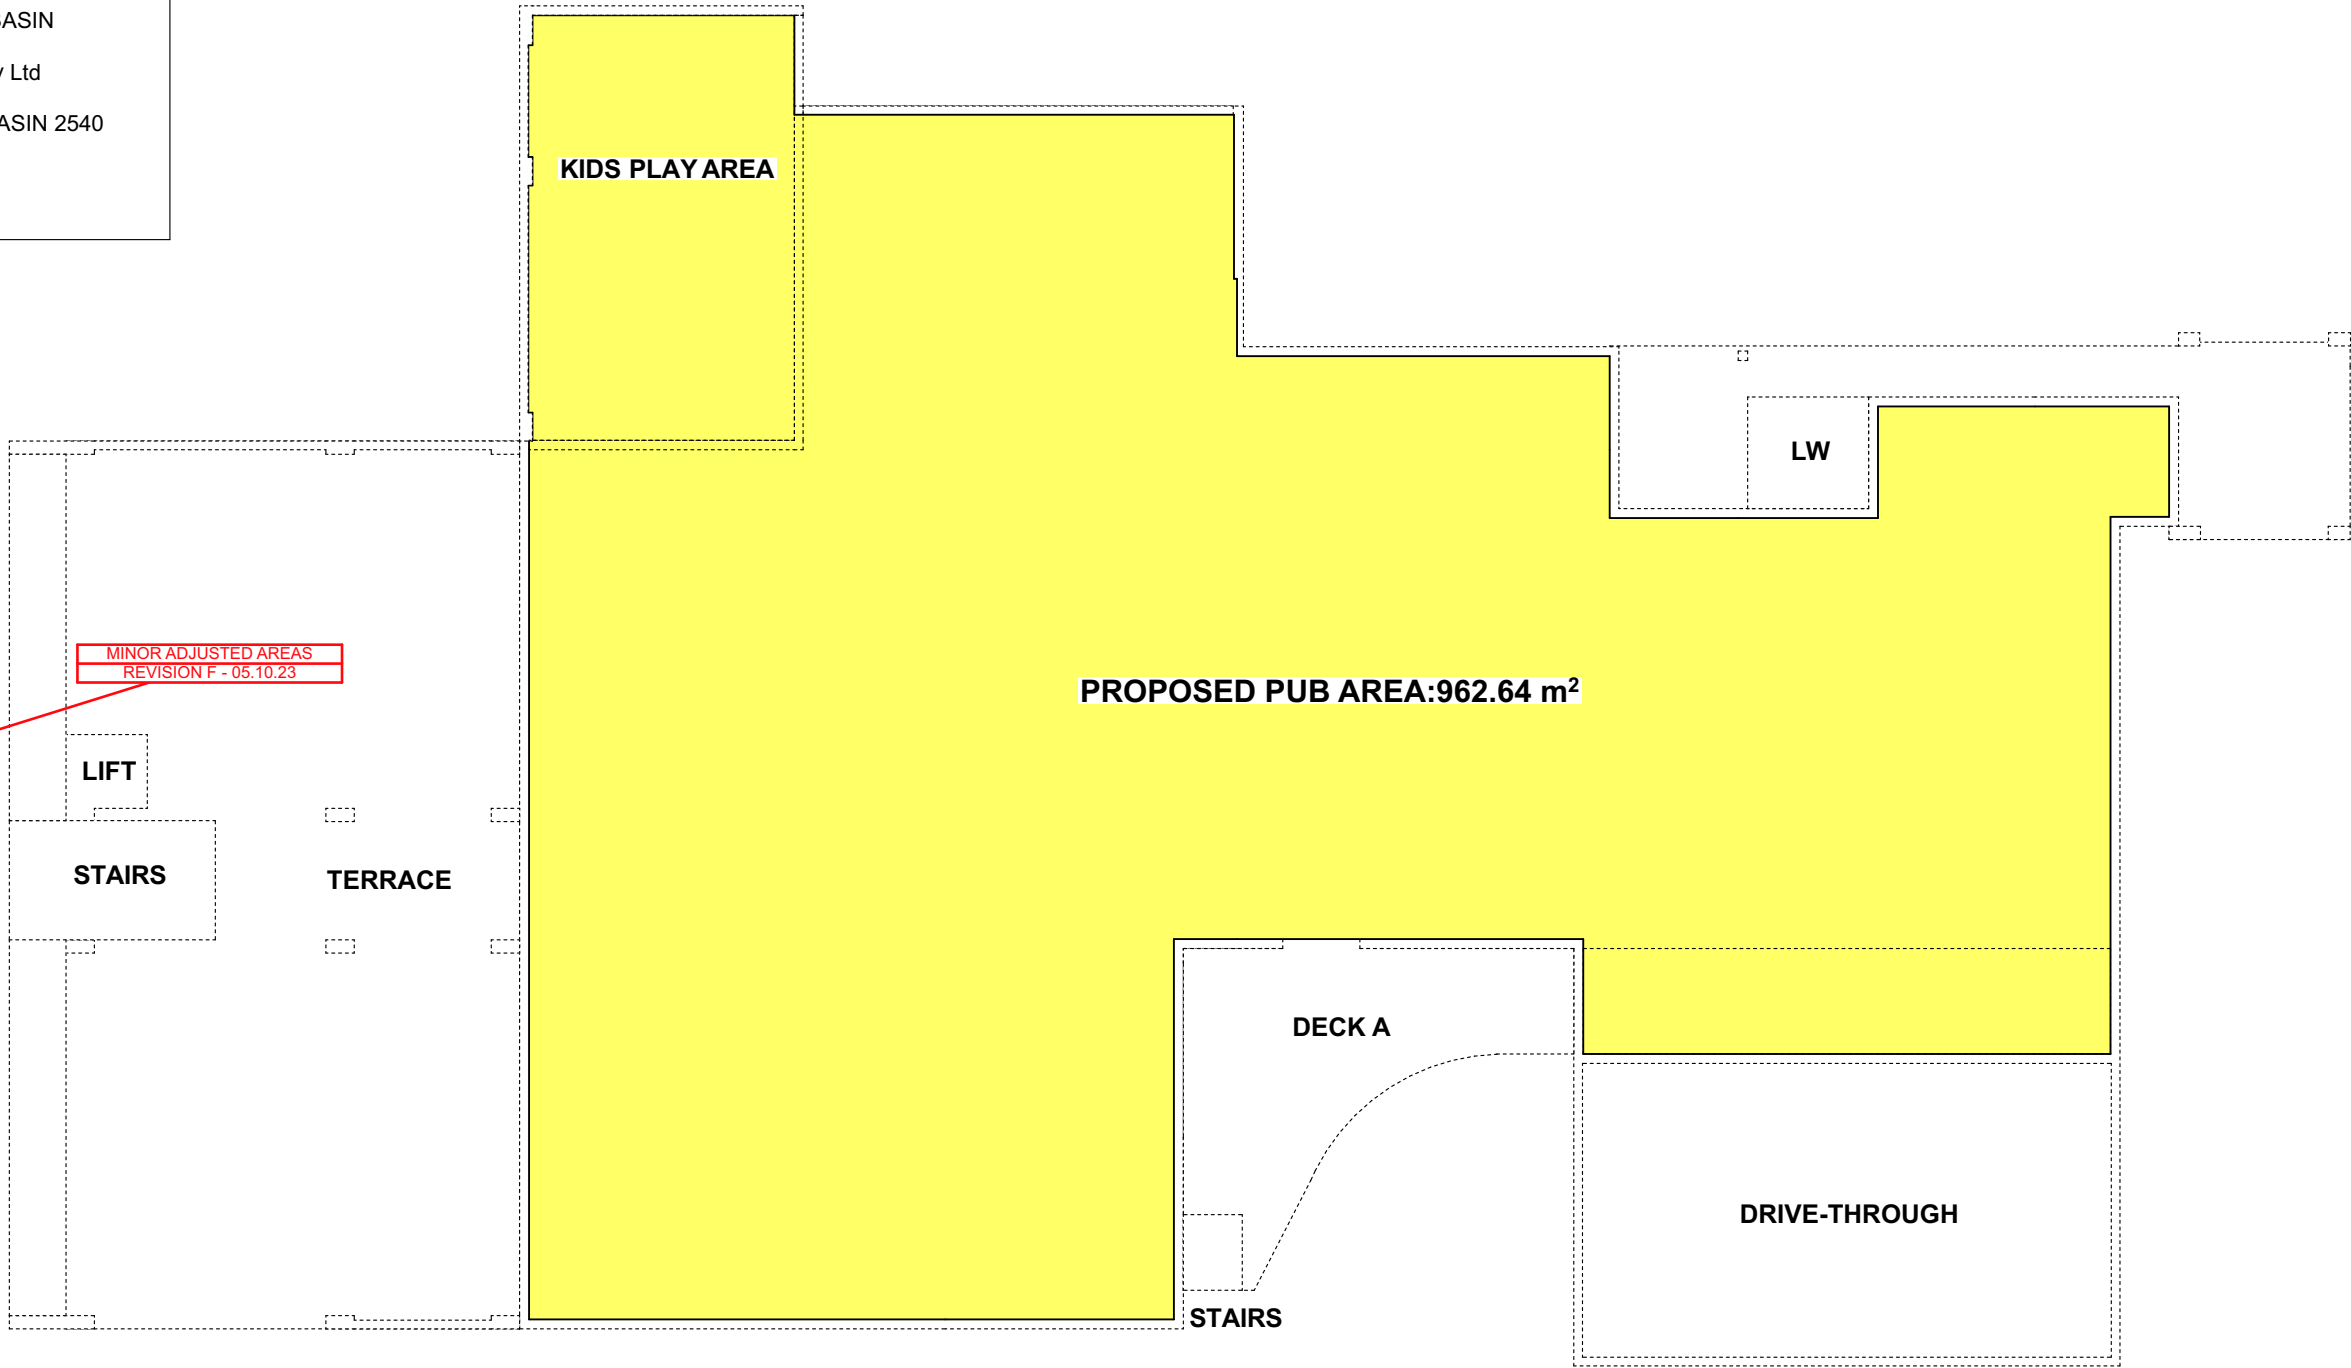 BASIN
y Ltd
ASIN 2540
KIDS PLAY AREA
LW
MINOR ADJUSTED AREAS
REVISION F - 05.10.23
PROPOSED PUB AREA:962.64 m²
LIFT
STAIRS
TERRACE
DECK A
DRIVE-THROUGH
STAIRS